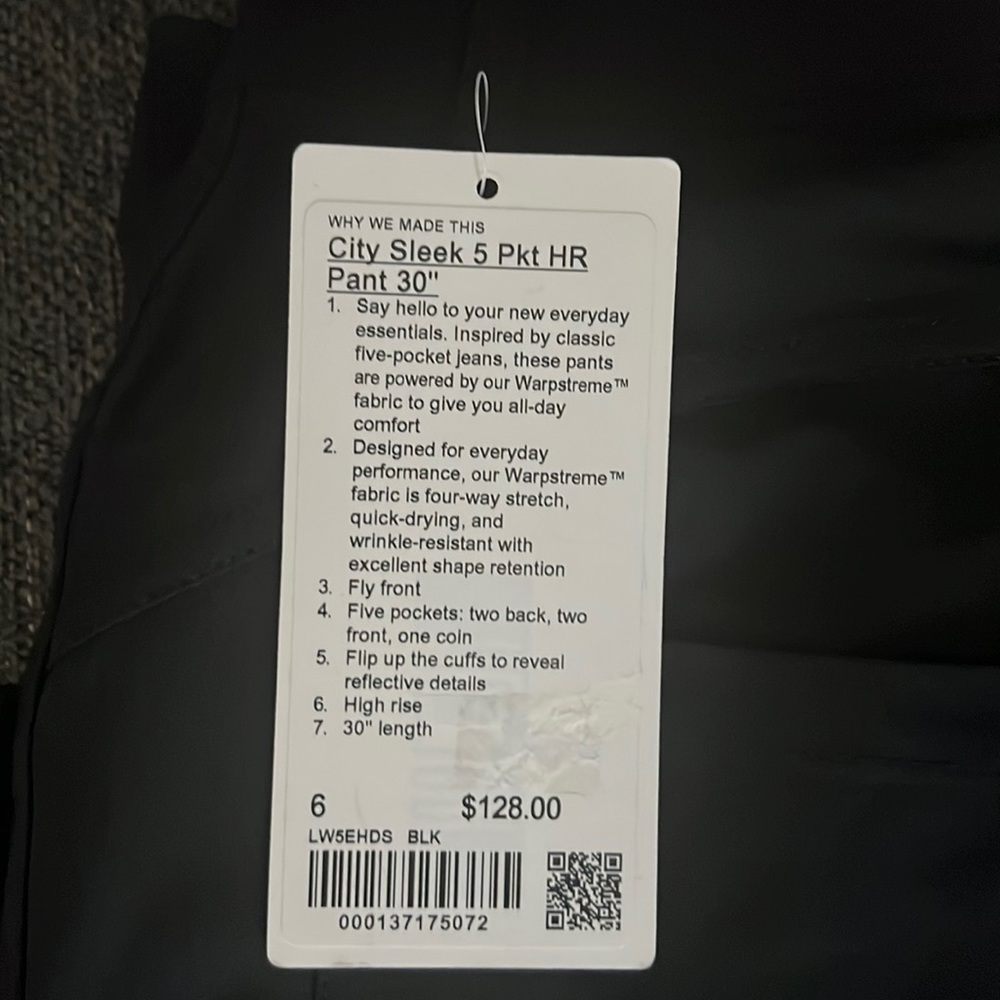 WHY WE MADE THIS
City Sleek 5 Pkt HR
Pant 30"
1. Say hello to your new everyday
essentials. Inspired by classic
five-pocket jeans, these pants
are powered by our Warpstreme™
fabric to give you all-day
comfort
2. Designed for everyday
performance, our Warpstreme™
fabric is four-way stretch,
quick-drying, and
wrinkle-resistant with
excellent shape retention
3. Fly front
4. Five pockets: two back, two
front, one coin
5. Flip up the cuffs to reveal
reflective details
6. High rise
7. 30" length
6 $128.00
LW5EHDS BLK
000137175072